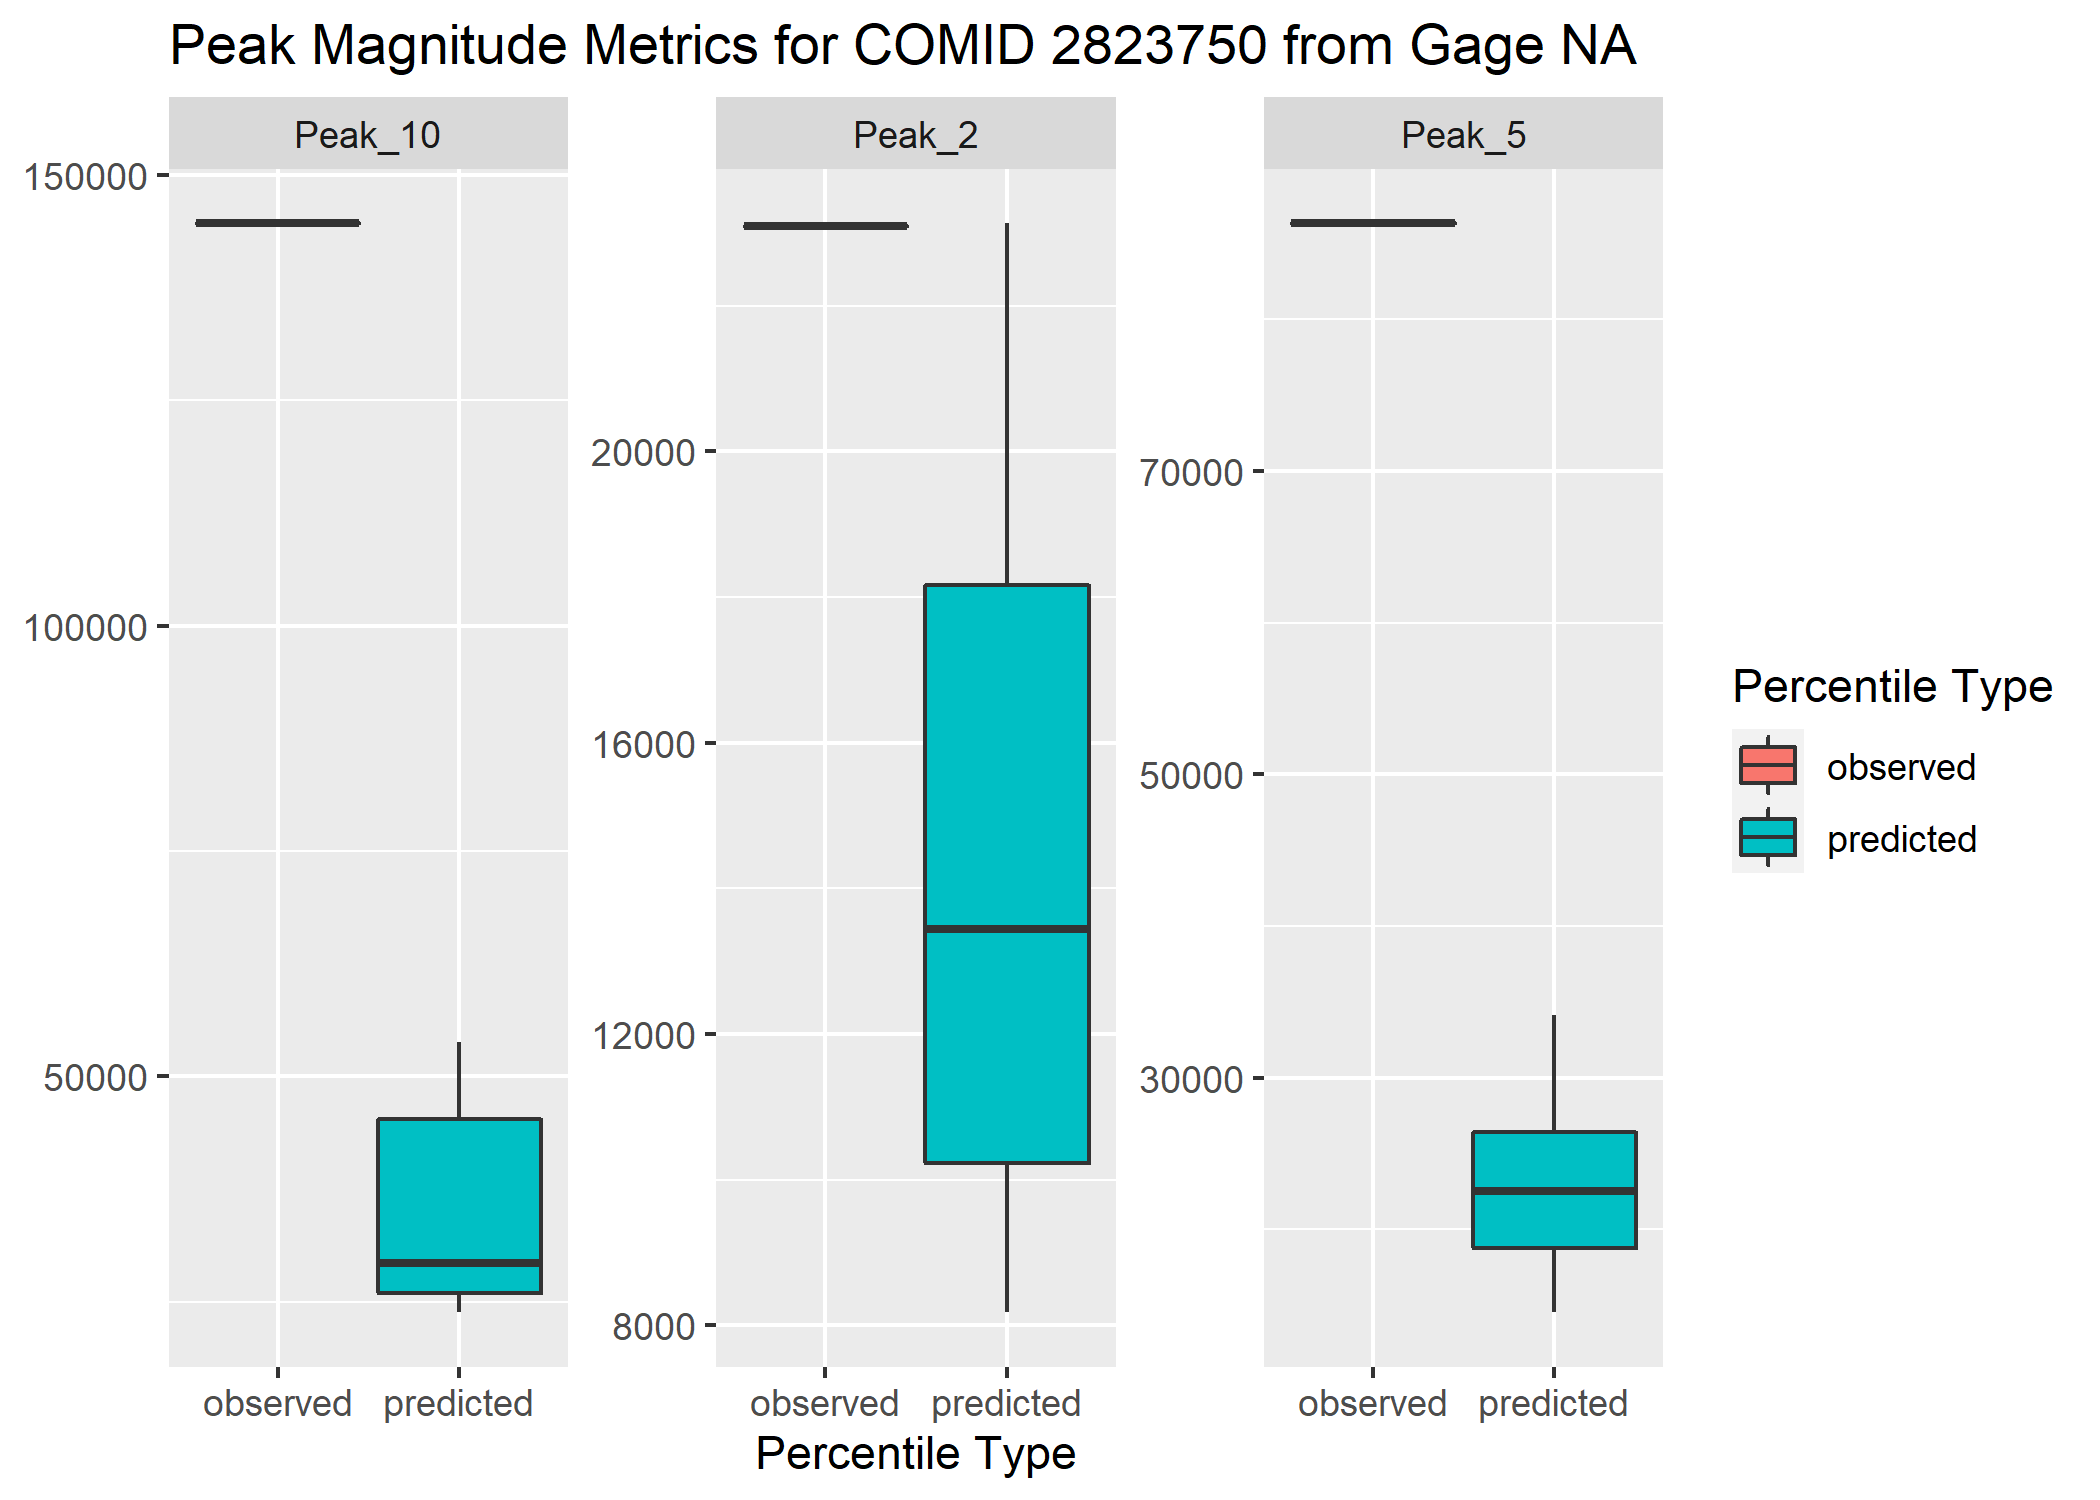 Peak Magnitude Metrics for COMID 2823750 from Gage NA
Peak_10
Peak_2
Peak_5
150000
100000
50000
20000
16000
12000
8000
70000
50000
30000
observed predicted
observed predicted
observed predicted
Percentile Type
Percentile Type
observed
predicted